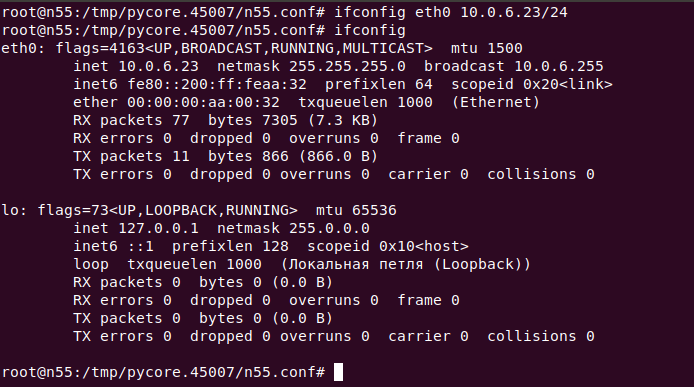 root@n55:/tmp/pycore.45007/n55.conf# ifconfig eth0 10.0.6.23/24
root@n55:/tmp/pycore.45007/n55.conf# ifconfig
eth0: flags=4163<UP,BROADCAST,RUNNING,MULTICAST>  mtu 1500
        inet 10.0.6.23  netmask 255.255.255.0  broadcast 10.0.6.255
        inet6 fe80::200:ff:feaa:32  prefixlen 64  scopeid 0x20<link>
        ether 00:00:00:aa:00:32  txqueuelen 1000  (Ethernet)
        RX packets 77  bytes 7305 (7.3 KB)
        RX errors 0  dropped 0  overruns 0  frame 0
        TX packets 11  bytes 866 (866.0 B)
        TX errors 0  dropped 0 overruns 0  carrier 0  collisions 0

lo: flags=73<UP,LOOPBACK,RUNNING>  mtu 65536
        inet 127.0.0.1  netmask 255.0.0.0
        inet6 ::1  prefixlen 128  scopeid 0x10<host>
        loop  txqueuelen 1000  (Локальная петля (Loopback))
        RX packets 0  bytes 0 (0.0 B)
        RX errors 0  dropped 0  overruns 0  frame 0
        TX packets 0  bytes 0 (0.0 B)
        TX errors 0  dropped 0 overruns 0  carrier 0  collisions 0

root@n55:/tmp/pycore.45007/n55.conf#